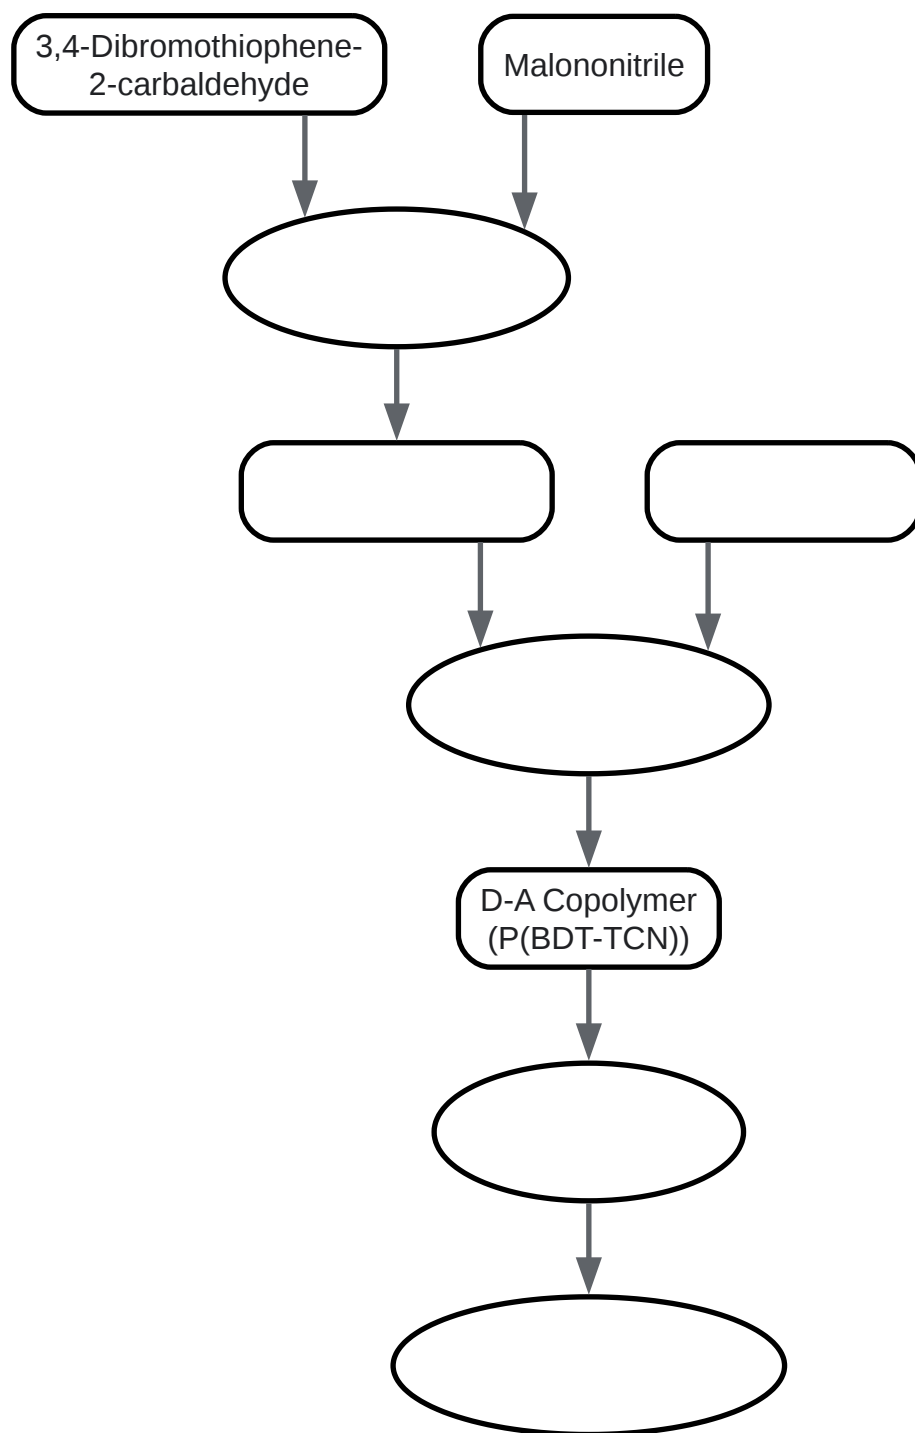 3,4-Dibromothiophene-
2-carbaldehyde
Malononitrile
D-A Copolymer
(P(BDT-TCN))